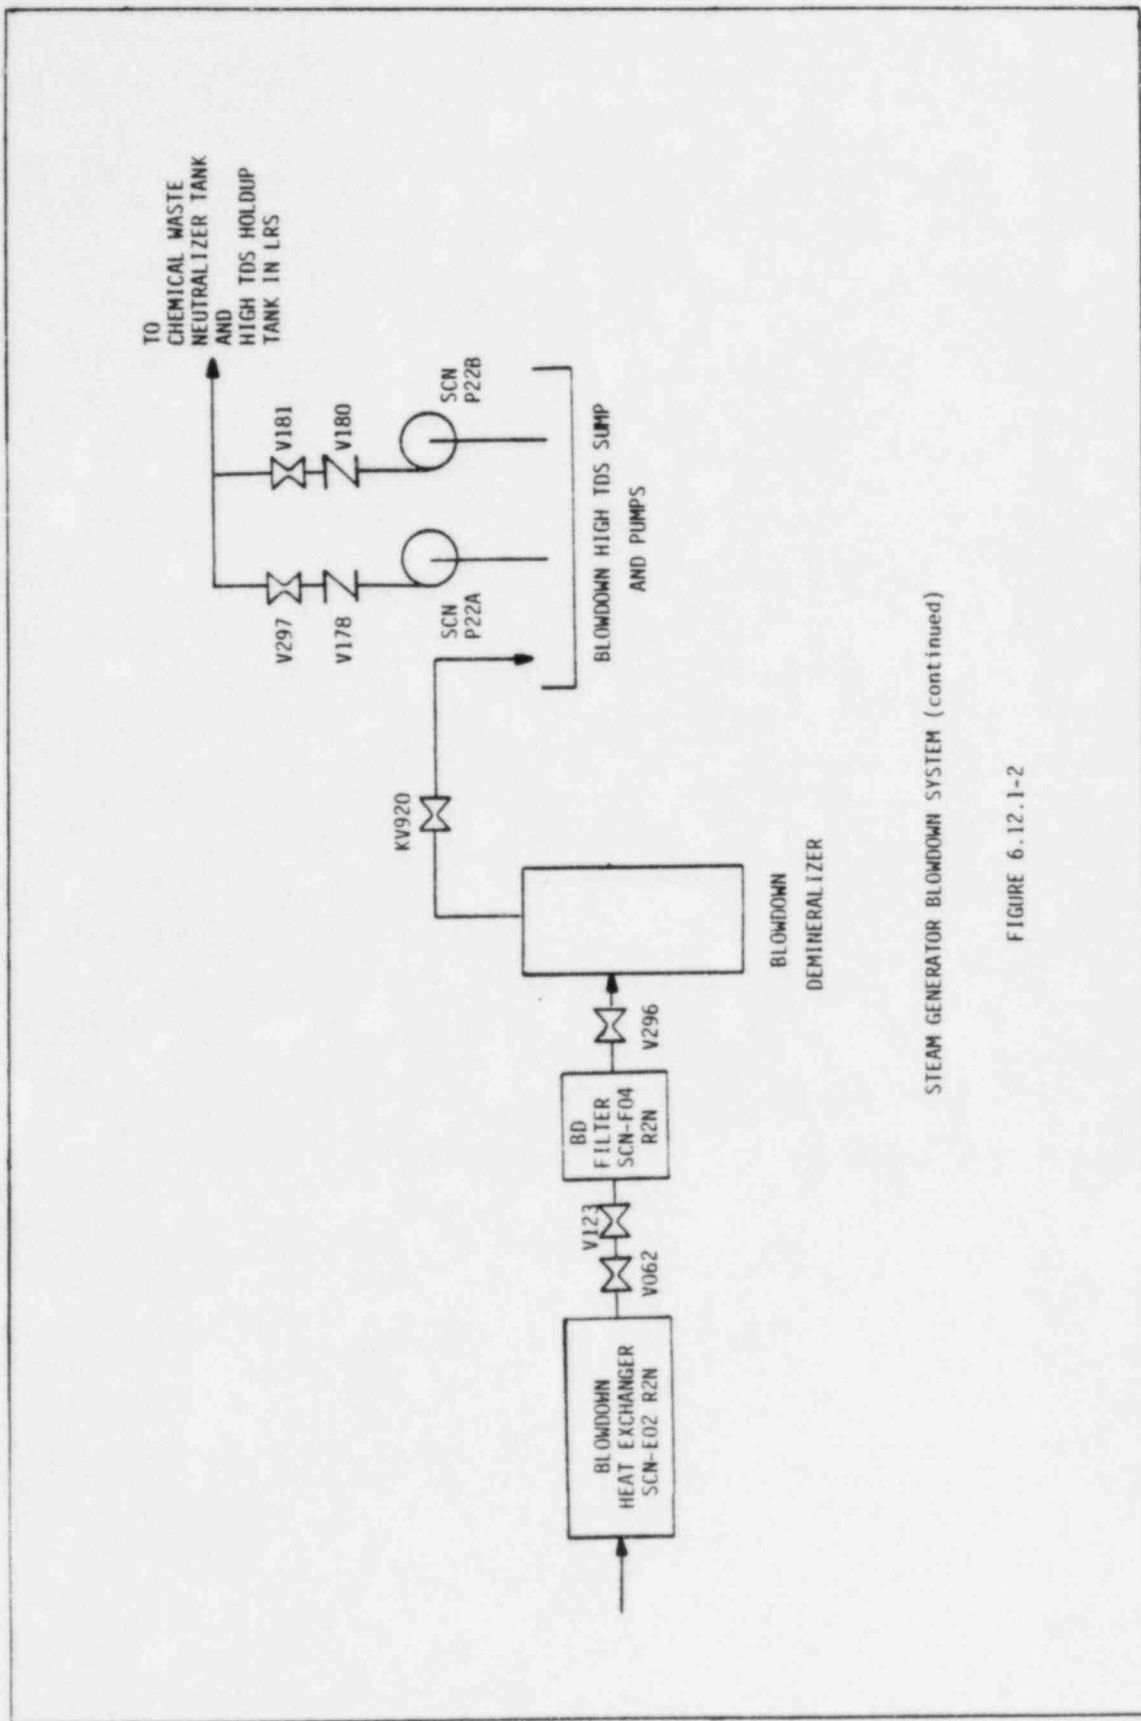 TO
CHEMICAL WASTE
NEUTRALIZER TANK
AND
HIGH TDS HOLDUP
TANK IN LRS
V297
V181
V178
V180
SCN
P22A
SCN
P22B
KV920
BLOWDOWN HIGH TDS SUMP
AND PUMPS
BLOWDOWN
HEAT EXCHANGER
SCN-E02 R2N
V062
V123
BD
FILTER
SCN-F04
R2N
V296
BLOWDOWN
DEMINERALIZER
STEAM GENERATOR BLOWDOWN SYSTEM (continued)
FIGURE 6.12.1-2